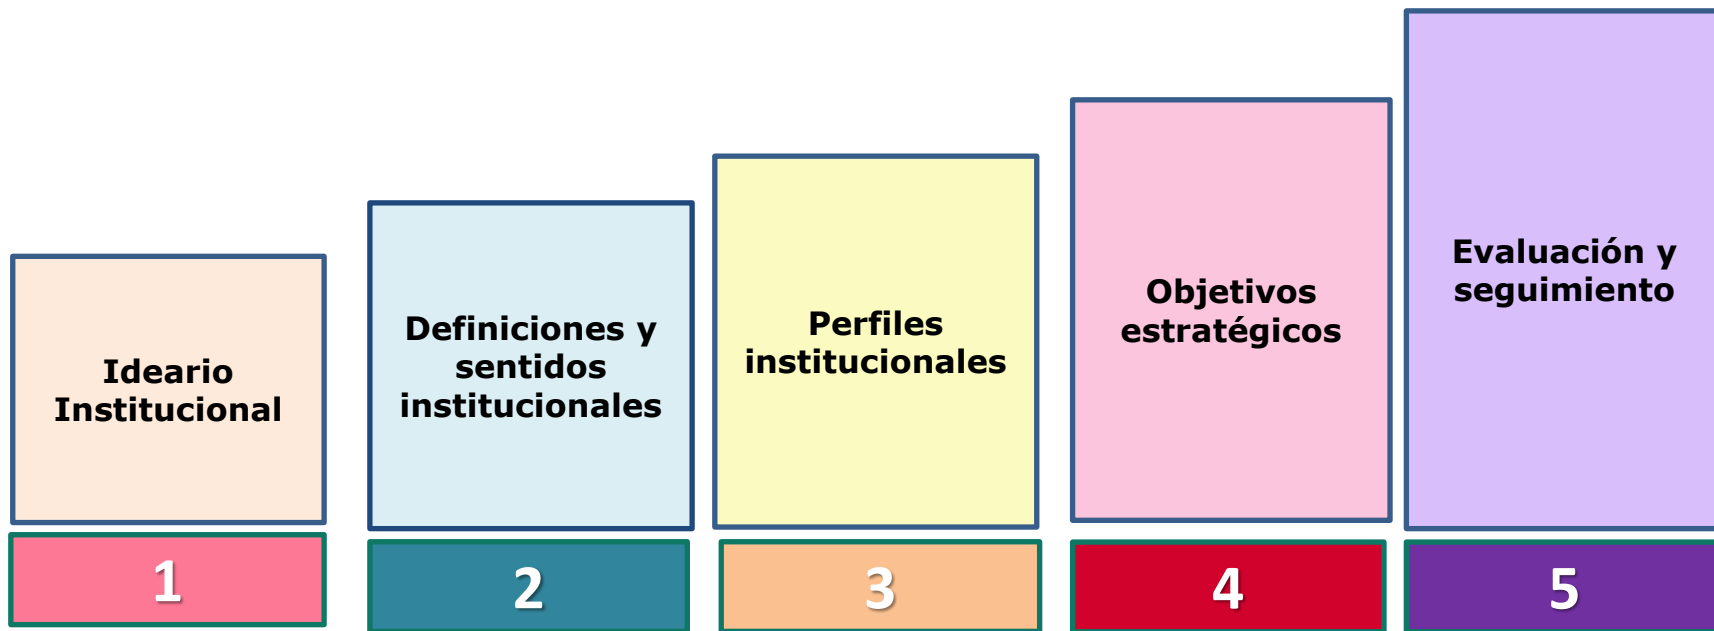 Ideario
Institucional
1
Definiciones y
sentidos
institucionales
2
Perfiles
institucionales
3
Objetivos
estratégicos
4
Evaluación y
seguimiento
5